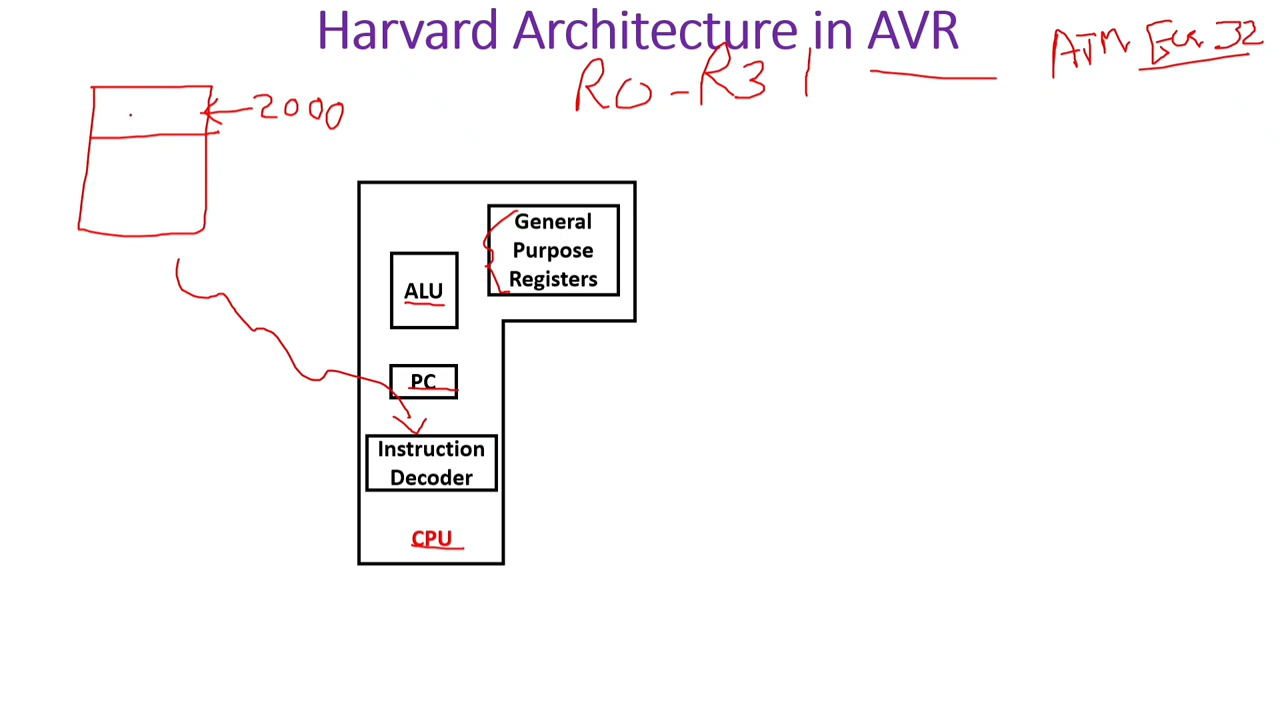 Harvard Architecture in AVR
R0-R31
2000
General
Purpose
Registers
ALU
PC
Instruction
Decoder
CPU